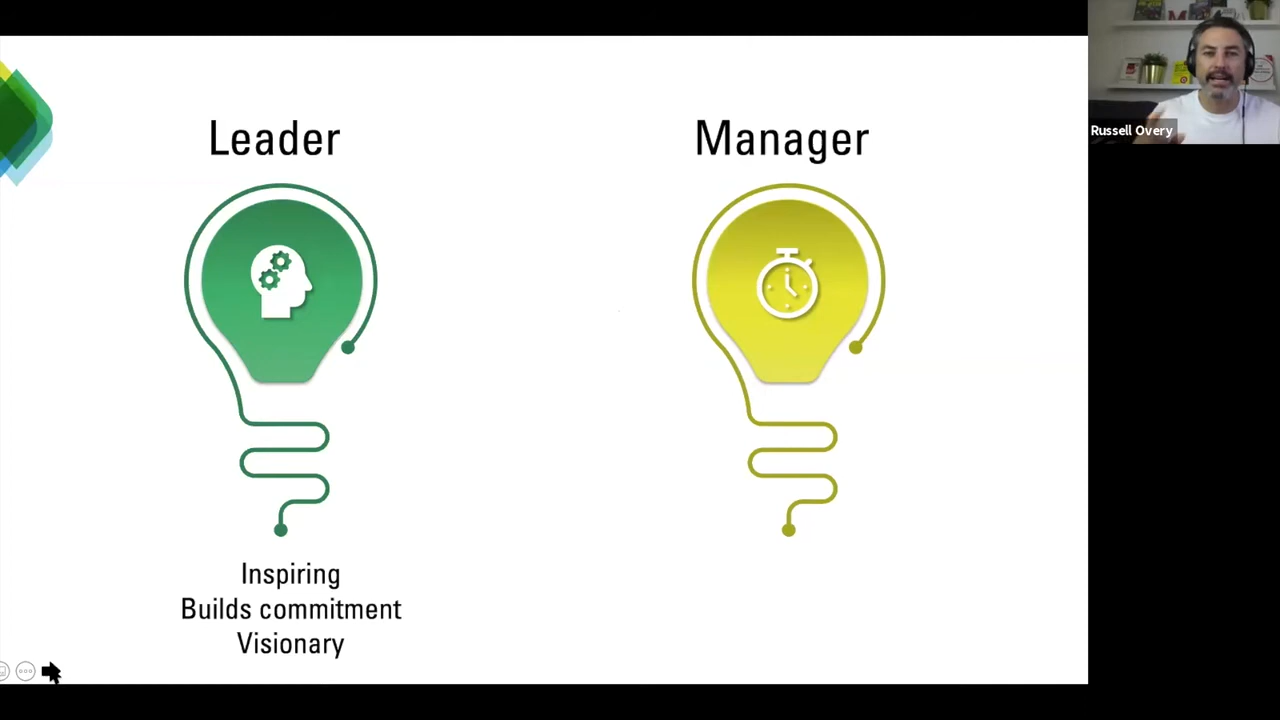 Leader
Manager
Inspiring
Builds commitment
Visionary
Russell Overy